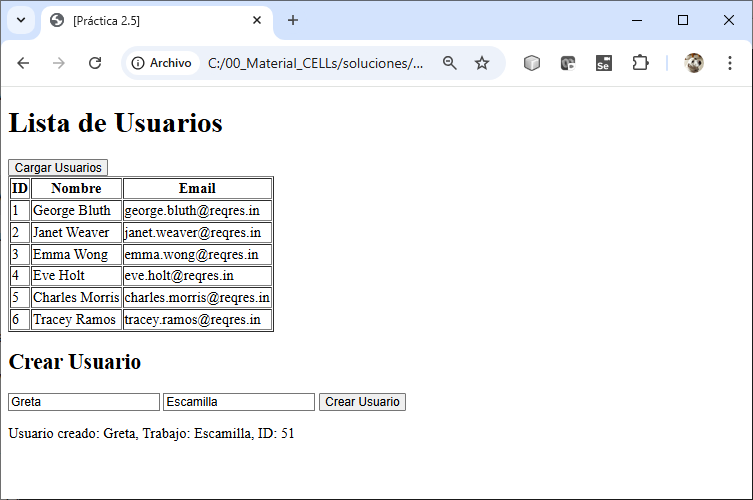 [Práctica 2.5]
Archivo C:/00_Material_CELLs/soluciones/...
Se
Lista de Usuarios
Cargar Usuarios
ID Nombre Email
1 George Bluth george.bluth@reqres.in
2 Janet Weaver janet.weaver@reqres.in
3 Emma Wong emma.wong@reqres.in
4 Eve Holt eve.holt@reqres.in
5 Charles Morris charles.morris@reqres.in
6 Tracey Ramos tracey.ramos@reqres.in
Crear Usuario
Greta Escamilla Crear Usuario
Usuario creado: Greta, Trabajo: Escamilla, ID: 51